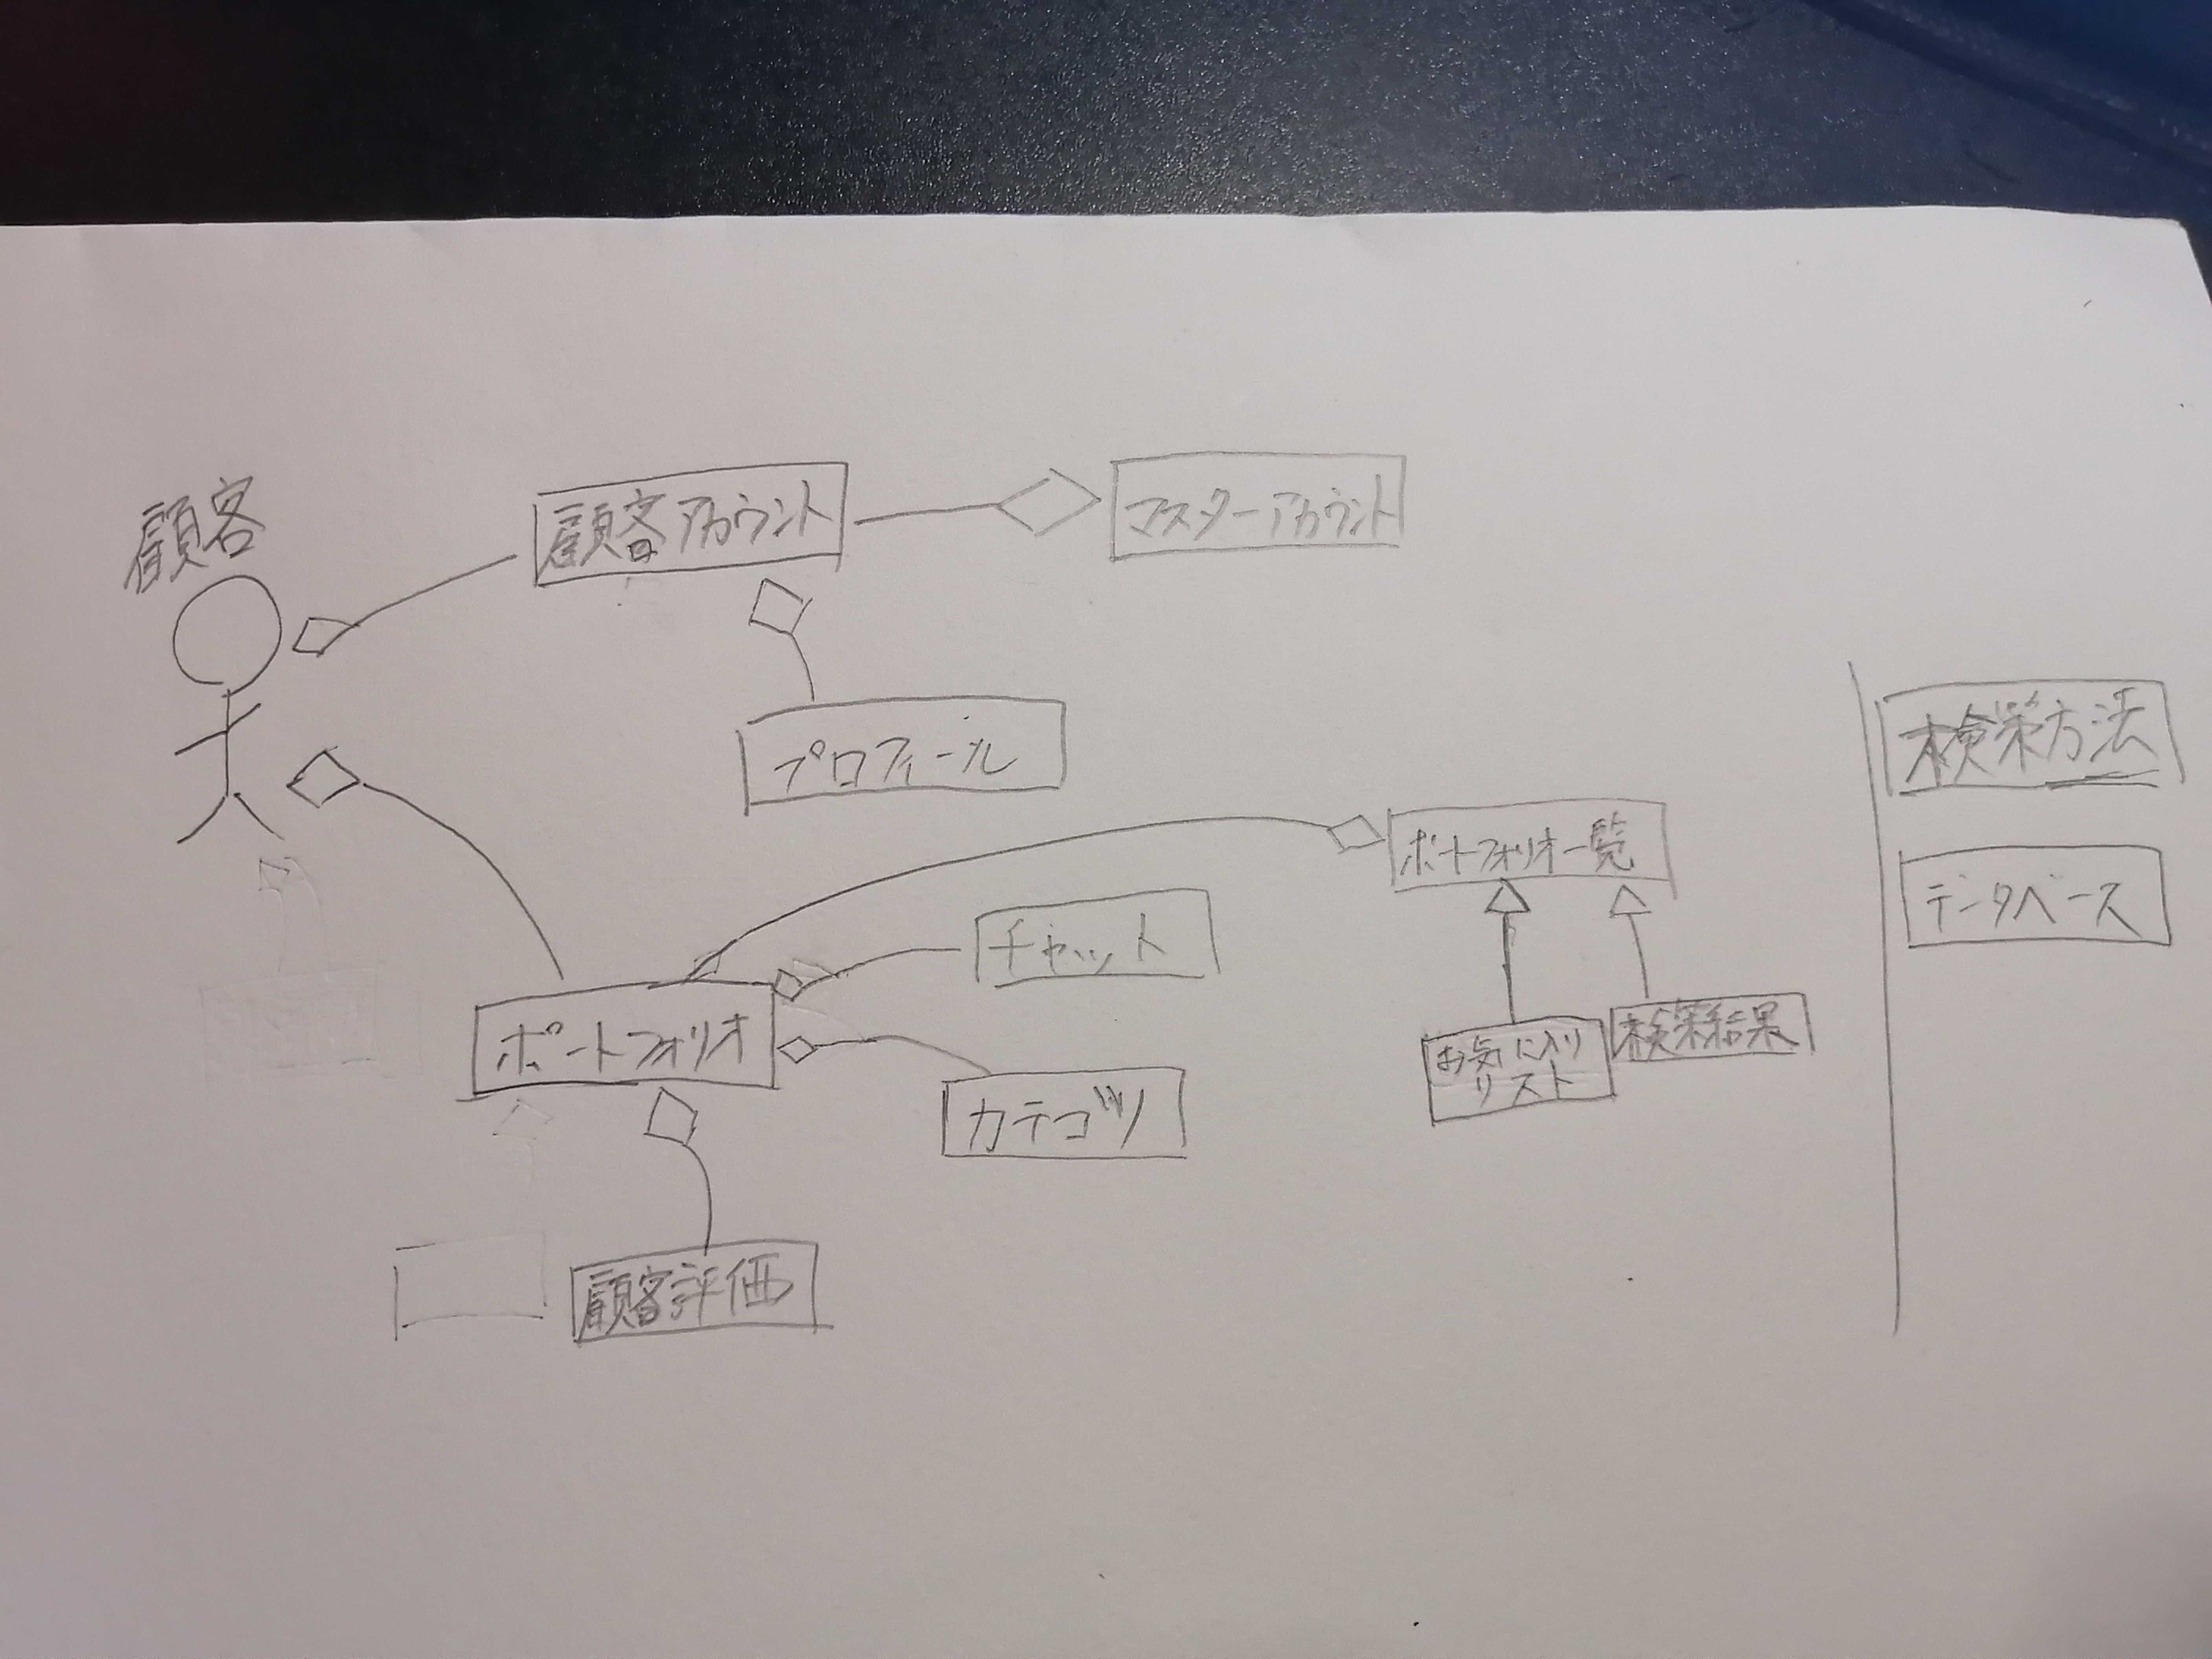 顧客
顧客アカウント
マスターアカウント
プロフィール
検索方法
ポートフォリオ一覧
データベース
チャット
ポートフォリオ
お気に入り
リスト
検索結果
カテゴリ
顧客評価